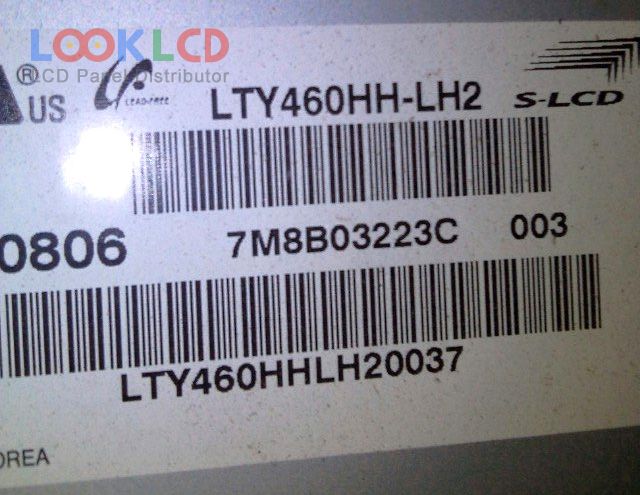 LOOKLCD
LCD Panel Distributor
® US
LEAD-FREE
LTY460HH-LH2
S-LCD
0806
7M8B03223C 003
LTY460HHLH20037
OREA